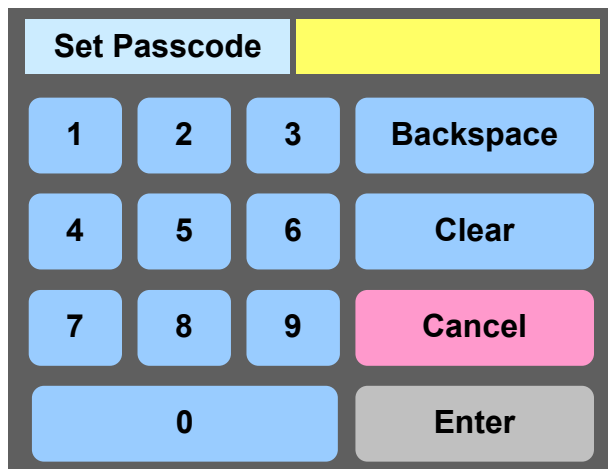 Set Passcode
1 2 3 Backspace
4 5 6 Clear
7 8 9 Cancel
0 Enter